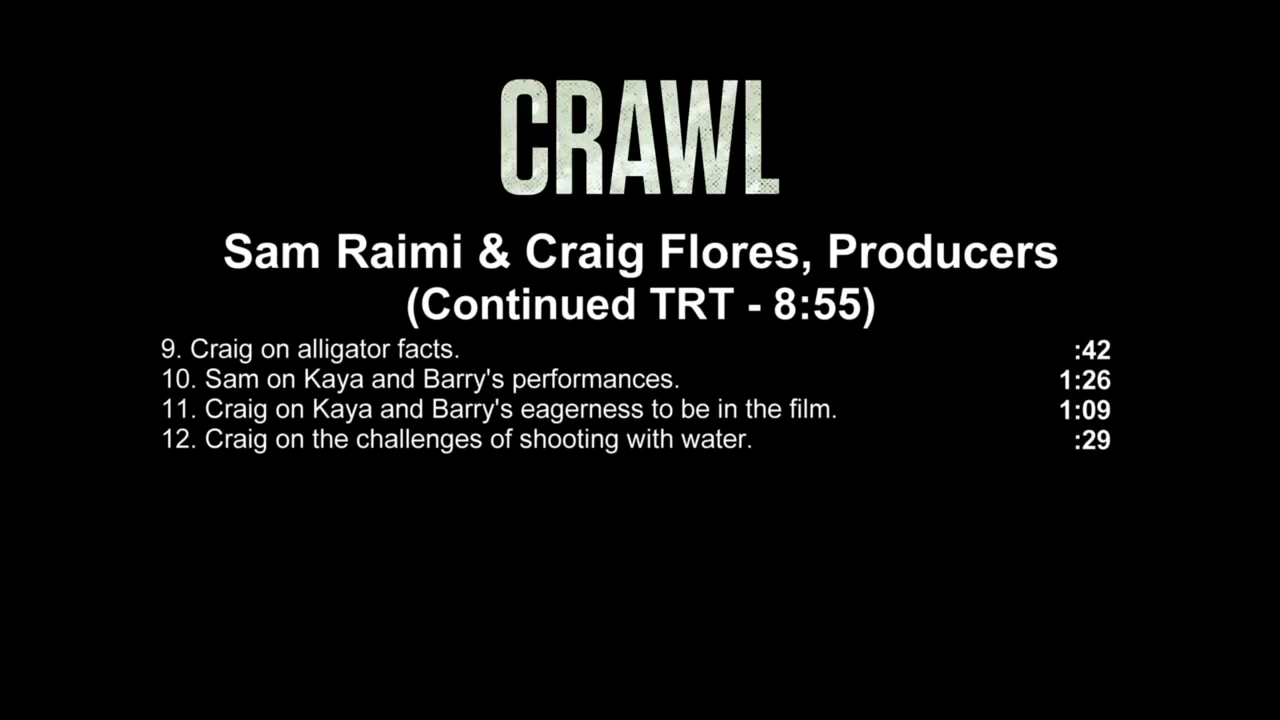 CRAWL
Sam Raimi & Craig Flores, Producers
(Continued TRT - 8:55)
9. Craig on alligator facts. :42
10. Sam on Kaya and Barry's performances. 1:26
11. Craig on Kaya and Barry's eagerness to be in the film. 1:09
12. Craig on the challenges of shooting with water. :29